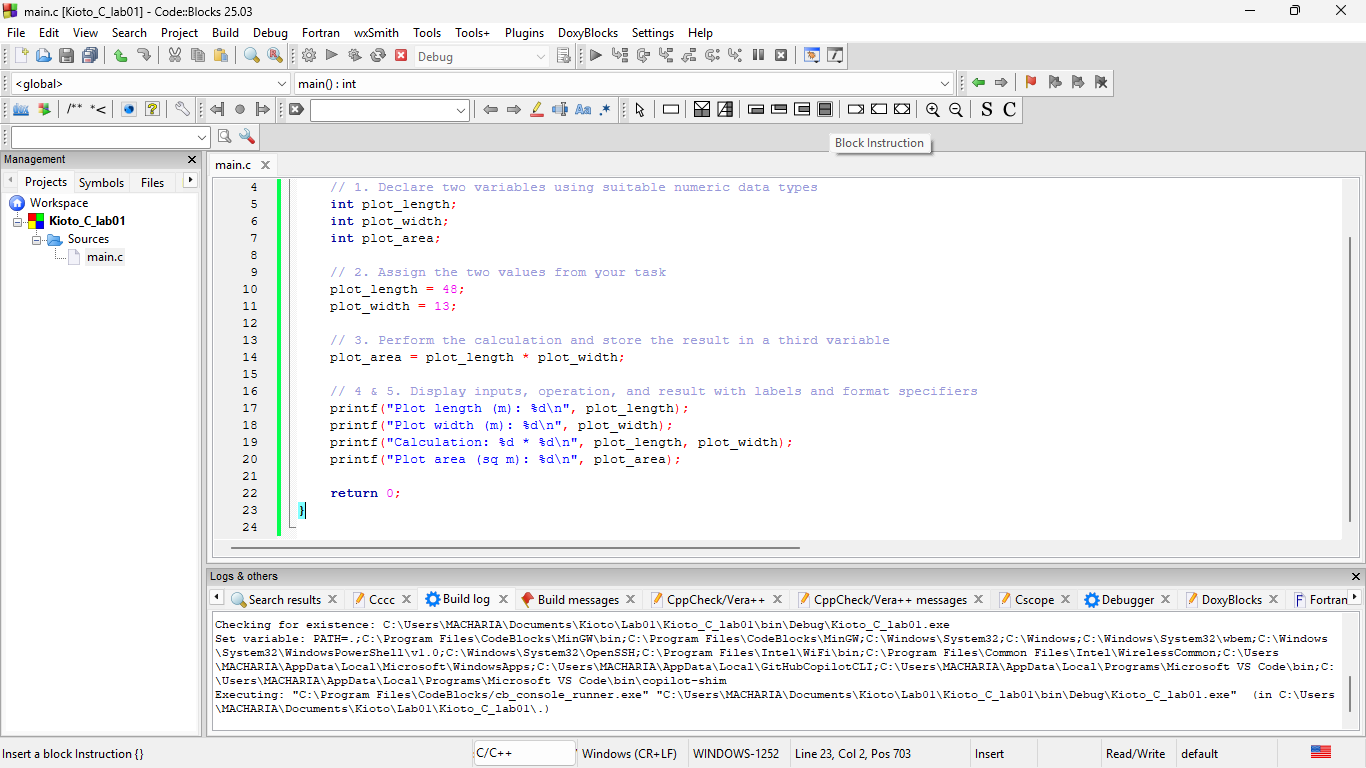 main.c [Kioto_C_lab01] - Code::Blocks 25.03
File Edit View Search Project Build Debug Fortran wxSmith Tools Tools+ Plugins DoxyBlocks Settings Help
Debug
<global>
main() : int
/** *<
Aa .*
S C
Block Instruction
Management
Projects Symbols Files
Workspace
Kioto_C_lab01
Sources
main.c
main.c
4 // 1. Declare two variables using suitable numeric data types
5 int plot_length;
6 int plot_width;
7 int plot_area;
8
9 // 2. Assign the two values from your task
10 plot_length = 48;
11 plot_width = 13;
12
13 // 3. Perform the calculation and store the result in a third variable
14 plot_area = plot_length * plot_width;
15
16 // 4 & 5. Display inputs, operation, and result with labels and format specifiers
17 printf("Plot length (m): %d\n", plot_length);
18 printf("Plot width (m): %d\n", plot_width);
19 printf("Calculation: %d * %d\n", plot_length, plot_width);
20 printf("Plot area (sq m): %d\n", plot_area);
21
22 return 0;
23 }
24
Logs & others
Search results Cccc Build log Build messages CppCheck/Vera++ CppCheck/Vera++ messages Cscope Debugger DoxyBlocks Fortran
Checking for existence: C:\Users\MACHARIA\Documents\Kioto\Lab01\Kioto_C_lab01\bin\Debug\Kioto_C_lab01.exe
Set variable: PATH=.;C:\Program Files\CodeBlocks\MinGW\bin;C:\Program Files\CodeBlocks\MinGW;C:\Windows\System32;C:\Windows;C:\Windows\System32\wbem;C:\Windows
\System32\WindowsPowerShell\v1.0;C:\Windows\System32\OpenSSH;C:\Program Files\Intel\WiFi\bin;C:\Program Files\Common Files\Intel\WirelessCommon;C:\Users
\MACHARIA\AppData\Local\Microsoft\WindowsApps;C:\Users\MACHARIA\AppData\Local\GitHubCopilotCLI;C:\Users\MACHARIA\AppData\Local\Programs\Microsoft VS Code\bin;C:
\Users\MACHARIA\AppData\Local\Programs\Microsoft VS Code\bin\copilot-shim
Executing: "C:\Program Files\CodeBlocks/cb_console_runner.exe" "C:\Users\MACHARIA\Documents\Kioto\Lab01\Kioto_C_lab01\bin\Debug\Kioto_C_lab01.exe" (in C:\Users
\MACHARIA\Documents\Kioto\Lab01\Kioto_C_lab01\.)
Insert a block Instruction {} C/C++ Windows (CR+LF) WINDOWS-1252 Line 23, Col 2, Pos 703 Insert Read/Write default